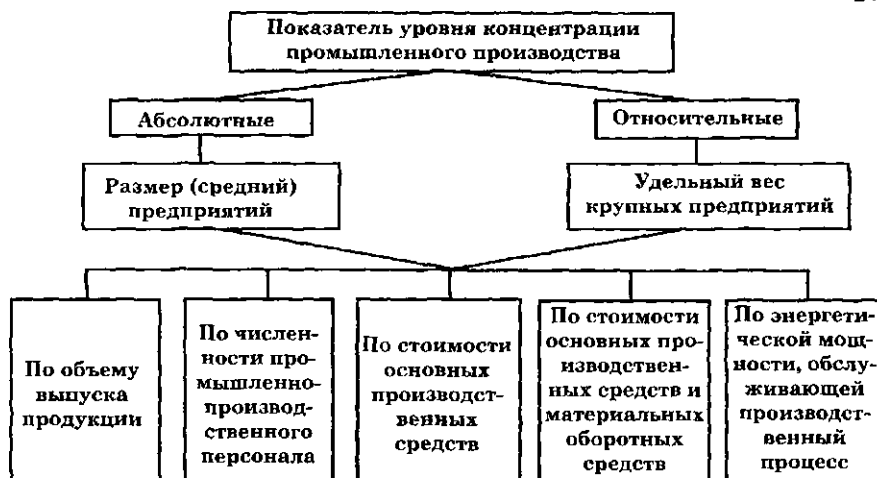 Показатель уровня концентрации
промышленного производства
Абсолютные
Относительные
Размер (средний)
предприятий
Удельный вес
крупных предприятий
По объему
выпуска
продукции
По числен-
ности про-
мышленно-
производ-
ственного
персонала
По стоимости
основных
производст-
венных
средств
По стоимости
основных про-
изводствен-
ных средств и
материальных
оборотных
средств
По энергети-
ческой мощ-
ности, обслу-
живающей
производст-
венный
процесс